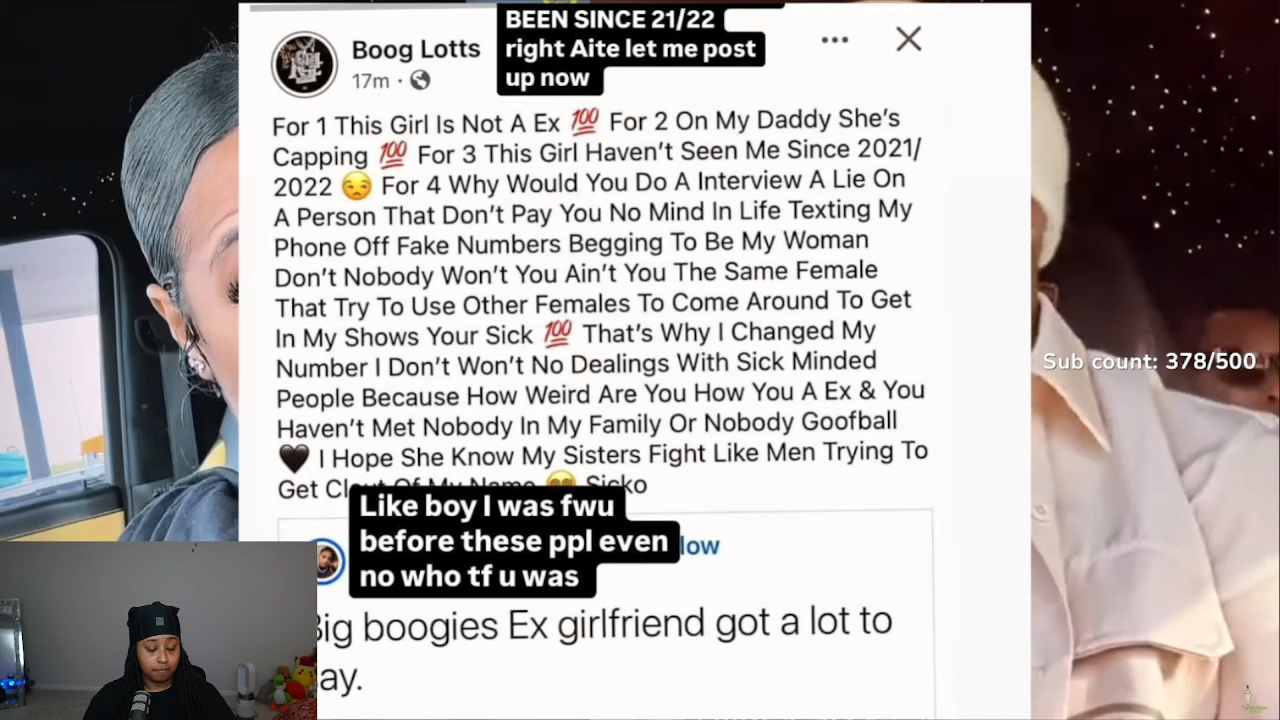 BEEN SINCE 21/22
right Aite let me post
up now
Boog Lotts
17m
For 1 This Girl Is Not A Ex 💯 For 2 On My Daddy She's
Capping 💯 For 3 This Girl Haven't Seen Me Since 2021/
2022 😒 For 4 Why Would You Do A Interview A Lie On
A Person That Don't Pay You No Mind In Life Texting My
Phone Off Fake Numbers Begging To Be My Woman
Don't Nobody Won't You Ain't You The Same Female
That Try To Use Other Females To Come Around To Get
In My Shows Your Sick 💯 That's Why I Changed My
Number I Don't Won't No Dealings With Sick Minded
People Because How Weird Are You How You A Ex & You
Haven't Met Nobody In My Family Or Nobody Goofball
🖤 I Hope She Know My Sisters Fight Like Men Trying To
Get Clout Of My Name Sicko
Like boy I was fwu
before these ppl even
no who tf u was
low
Big boogies Ex girlfriend got a lot to
ay.
Sub count: 378/500